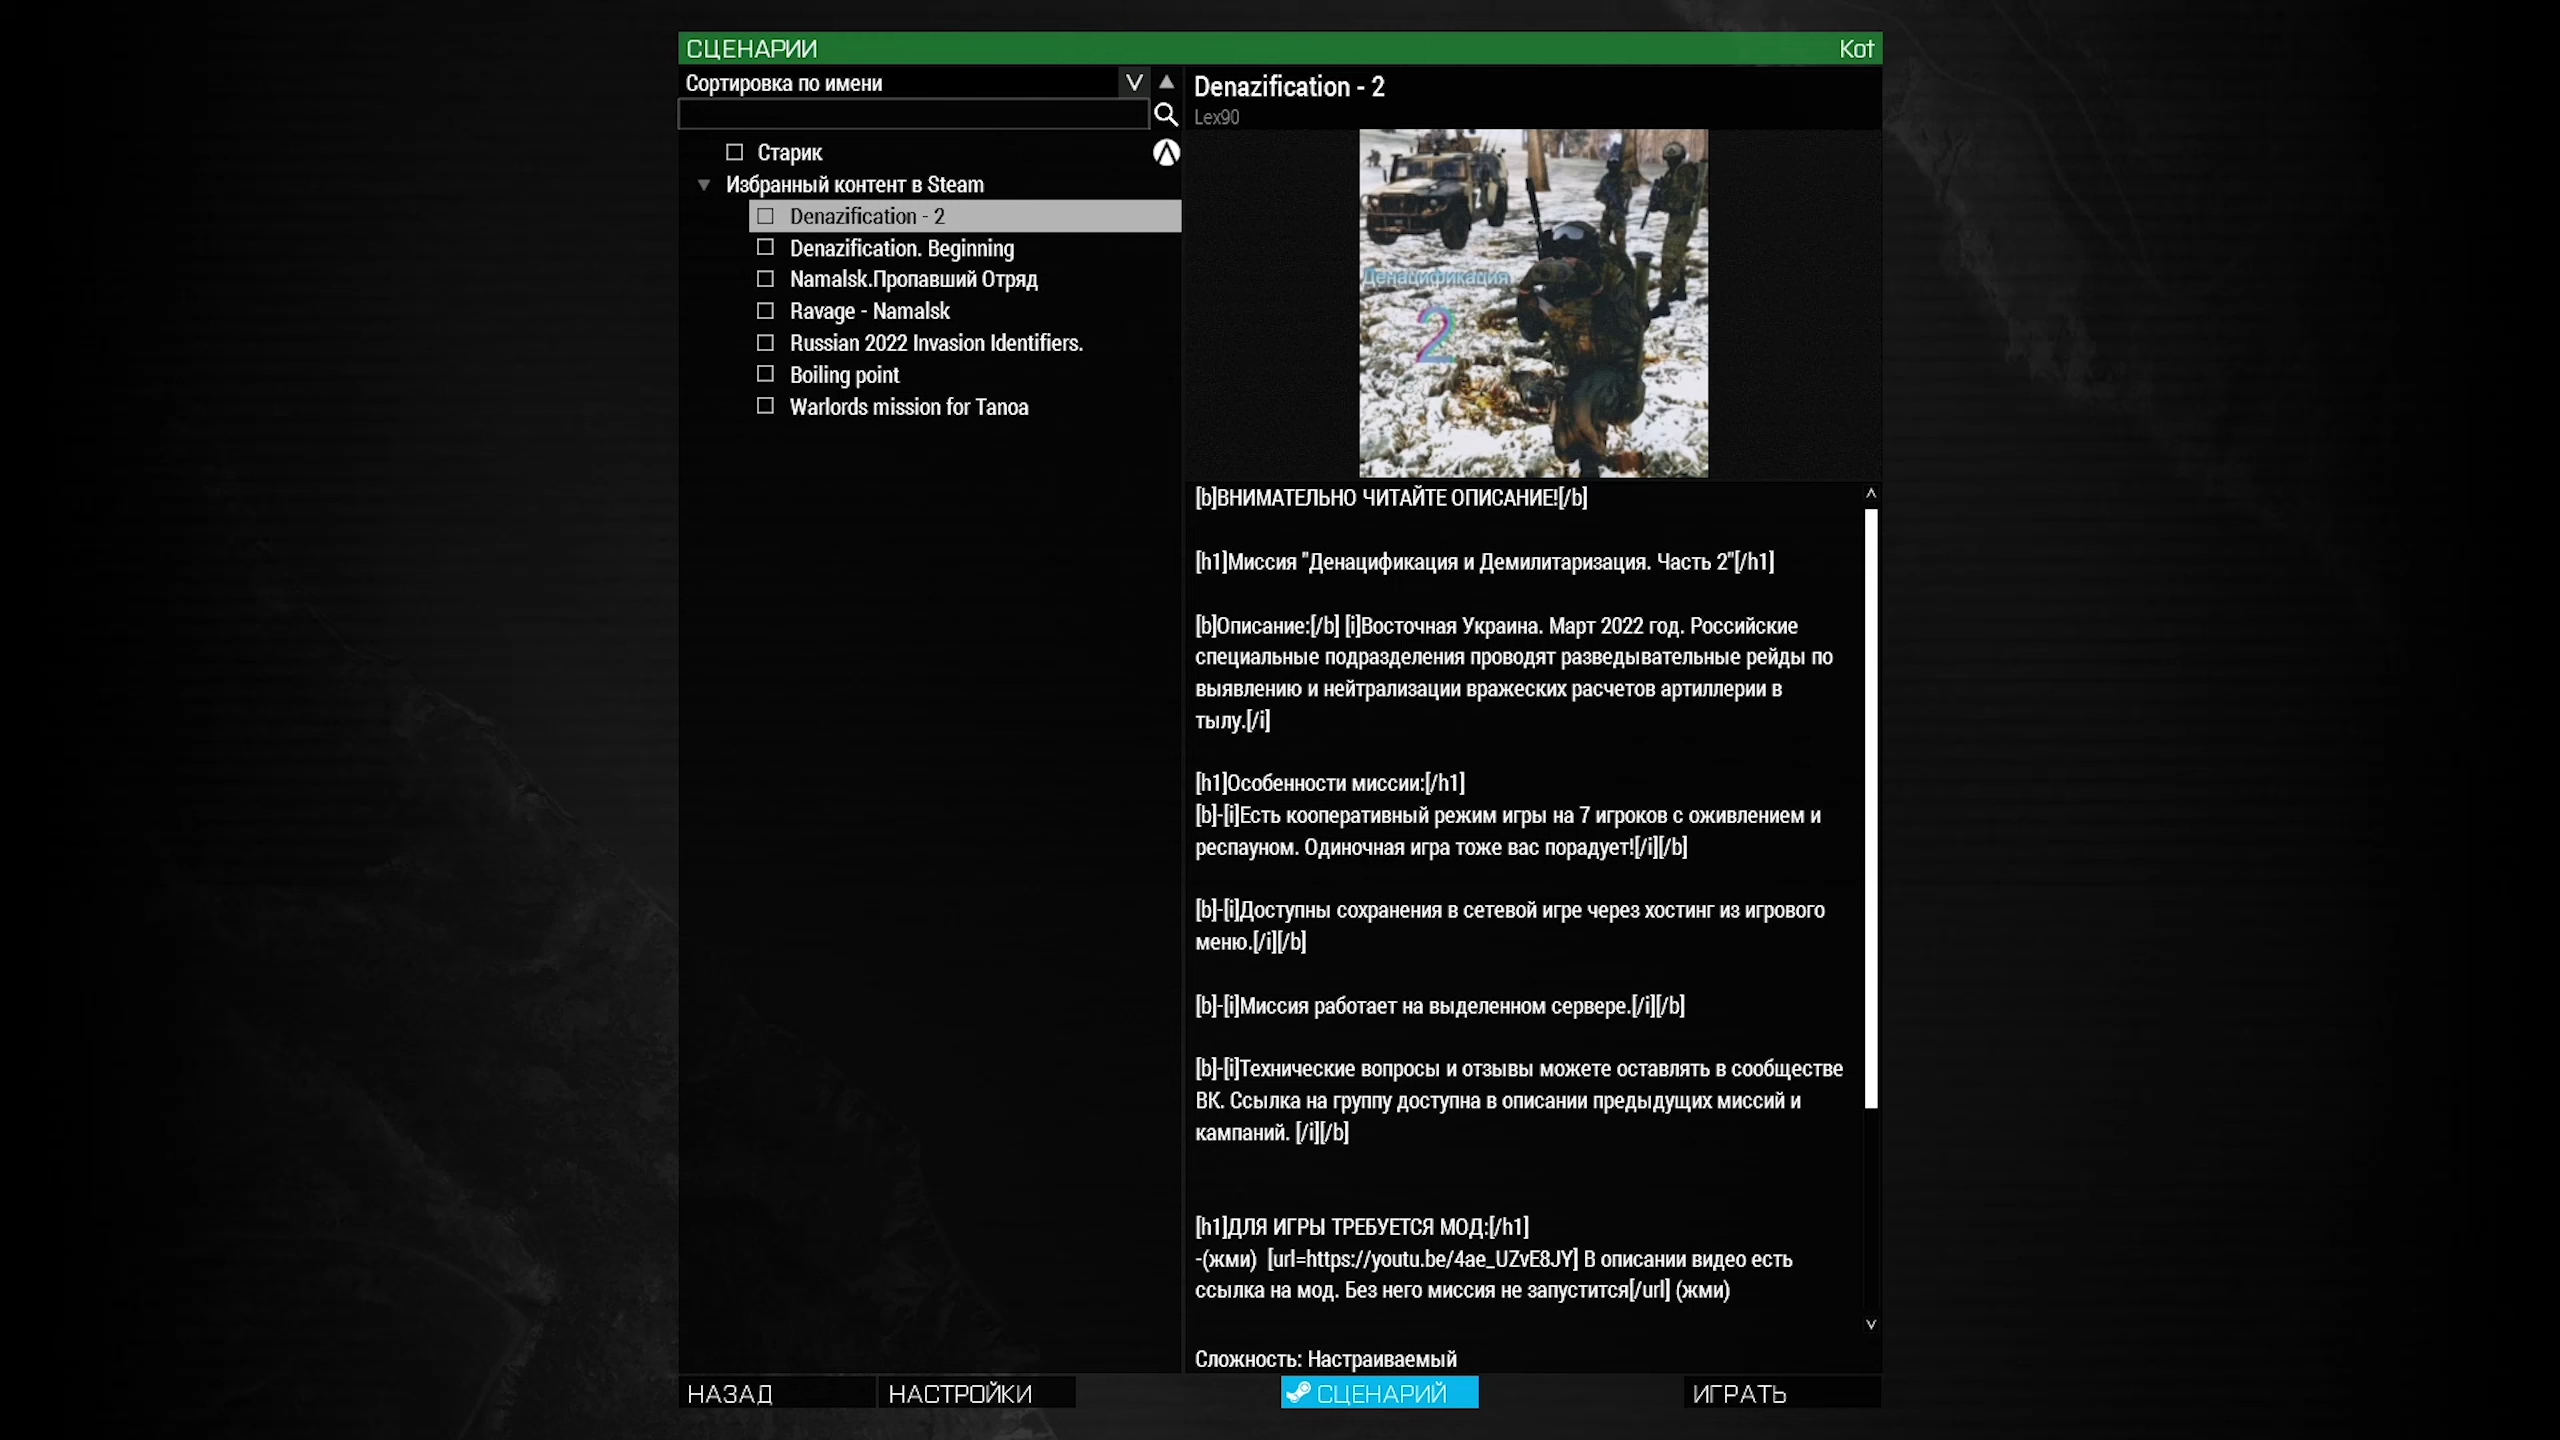 СЦЕНАРИИ
Kot
Сортировка по имени
Старик
Избранный контент в Steam
Denazification - 2
Denazification. Beginning
Namalsk.Пропавший Отряд
Ravage - Namalsk
Russian 2022 Invasion Identifiers.
Boiling point
Warlords mission for Tanoa
Denazification - 2
Lex90
Денацификация
2
[b]ВНИМАТЕЛЬНО ЧИТАЙТЕ ОПИСАНИЕ![/b]
[h1]Миссия "Денацификация и Демилитаризация. Часть 2"[/h1]
[b]Описание:[/b] [i]Восточная Украина. Март 2022 год. Российские
специальные подразделения проводят разведывательные рейды по
выявлению и нейтрализации вражеских расчетов артиллерии в
тылу.[/i]
[h1]Особенности миссии:[/h1]
[b]-[i]Есть кооперативный режим игры на 7 игроков с оживлением и
респауном. Одиночная игра тоже вас порадует![/i][/b]
[b]-[i]Доступны сохранения в сетевой игре через хостинг из игрового
меню.[/i][/b]
[b]-[i]Миссия работает на выделенном сервере.[/i][/b]
[b]-[i]Технические вопросы и отзывы можете оставлять в сообществе
ВК. Ссылка на группу доступна в описании предыдущих миссий и
кампаний. [/i][/b]
[h1]ДЛЯ ИГРЫ ТРЕБУЕТСЯ МОД:[/h1]
-(жми)  [url=https://youtu.be/4ae_UZvE8JY] В описании видео есть
ссылка на мод. Без него миссия не запустится[/url] (жми)
Сложность: Настраиваемый
НАЗАД
НАСТРОЙКИ
СЦЕНАРИЙ
ИГРАТЬ